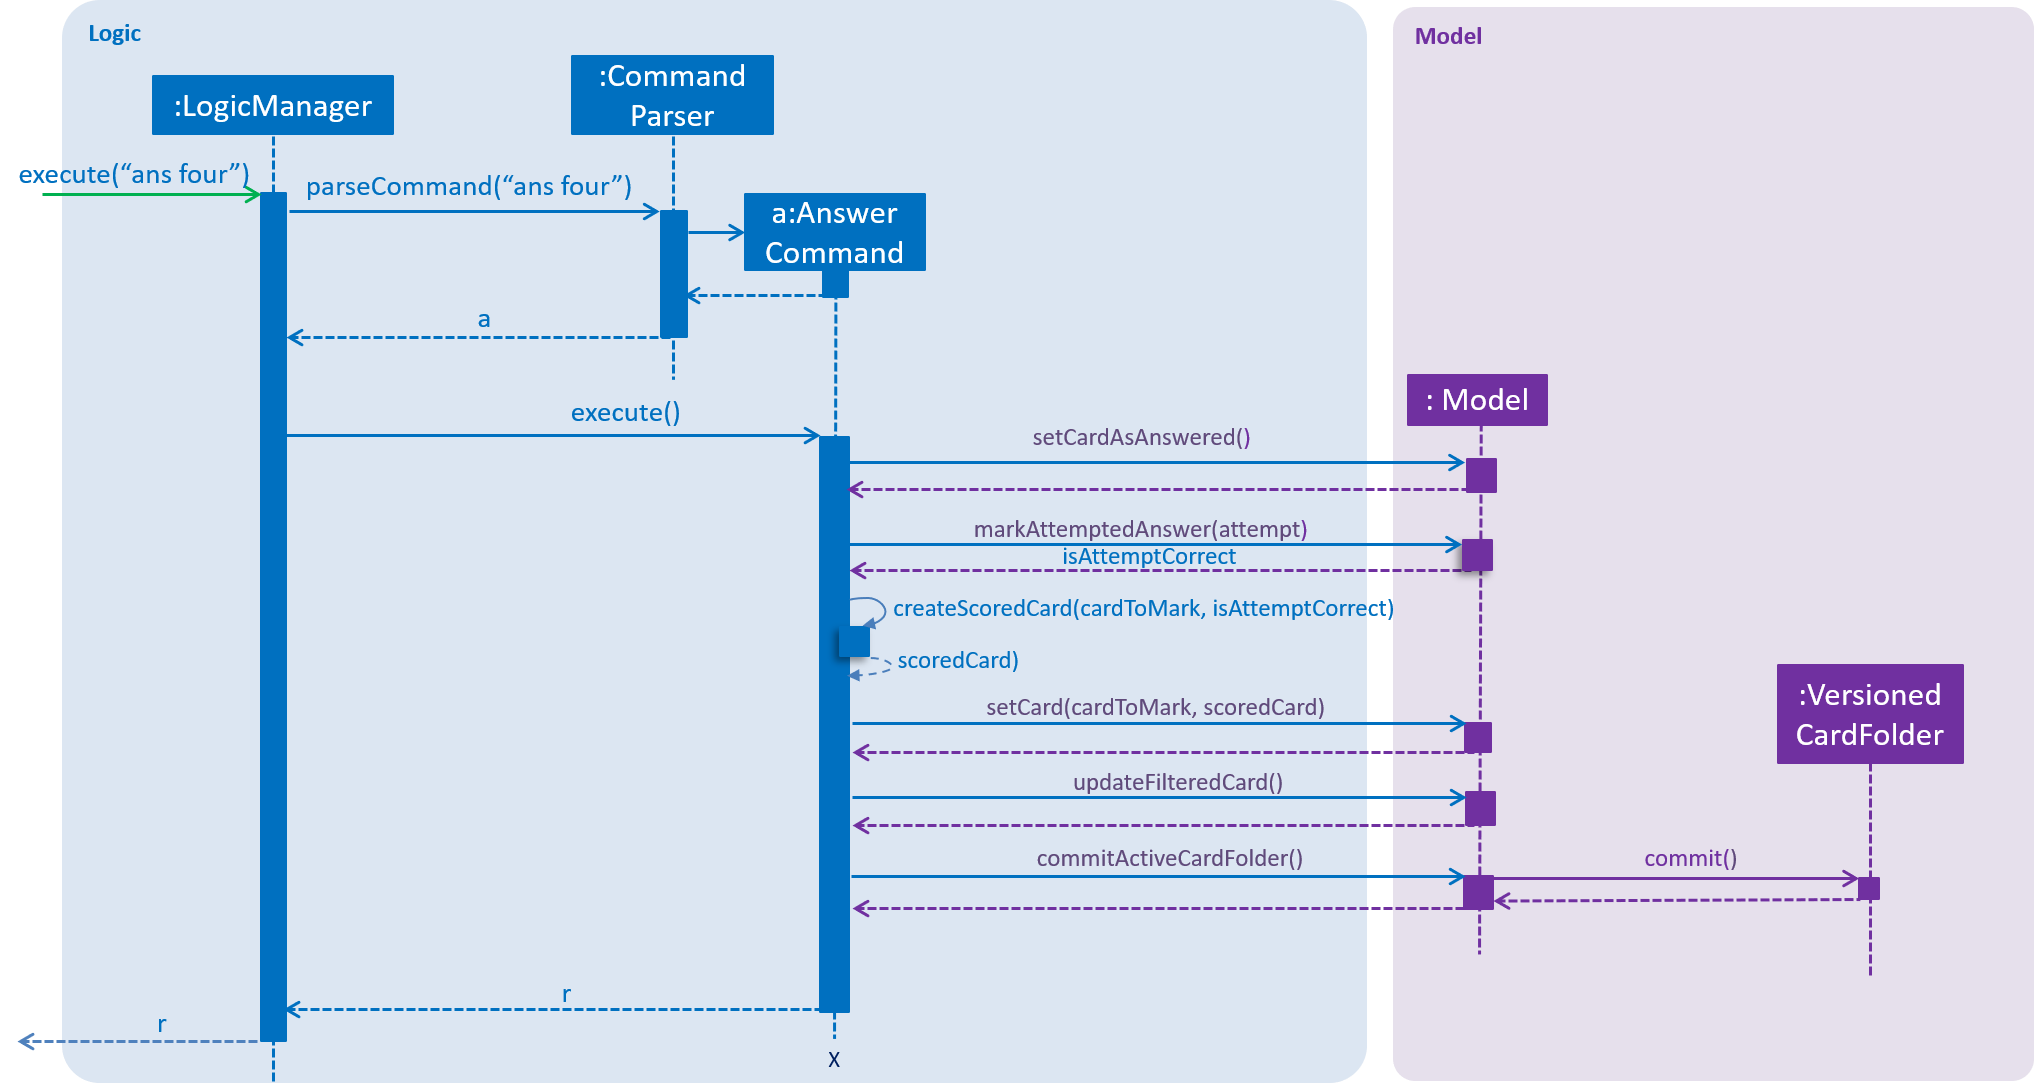 Logic
Model
:LogicManager
:Command
Parser
execute(“ans four”)
parseCommand(“ans four”)
a:Answer
Command
a
: Model
execute()
setCardAsAnswered()
markAttemptedAnswer(attempt)
isAttemptCorrect
createScoredCard(cardToMark, isAttemptCorrect)
scoredCard)
setCard(cardToMark, scoredCard)
:Versioned
CardFolder
updateFilteredCard()
commitActiveCardFolder()
commit()
r
r
X